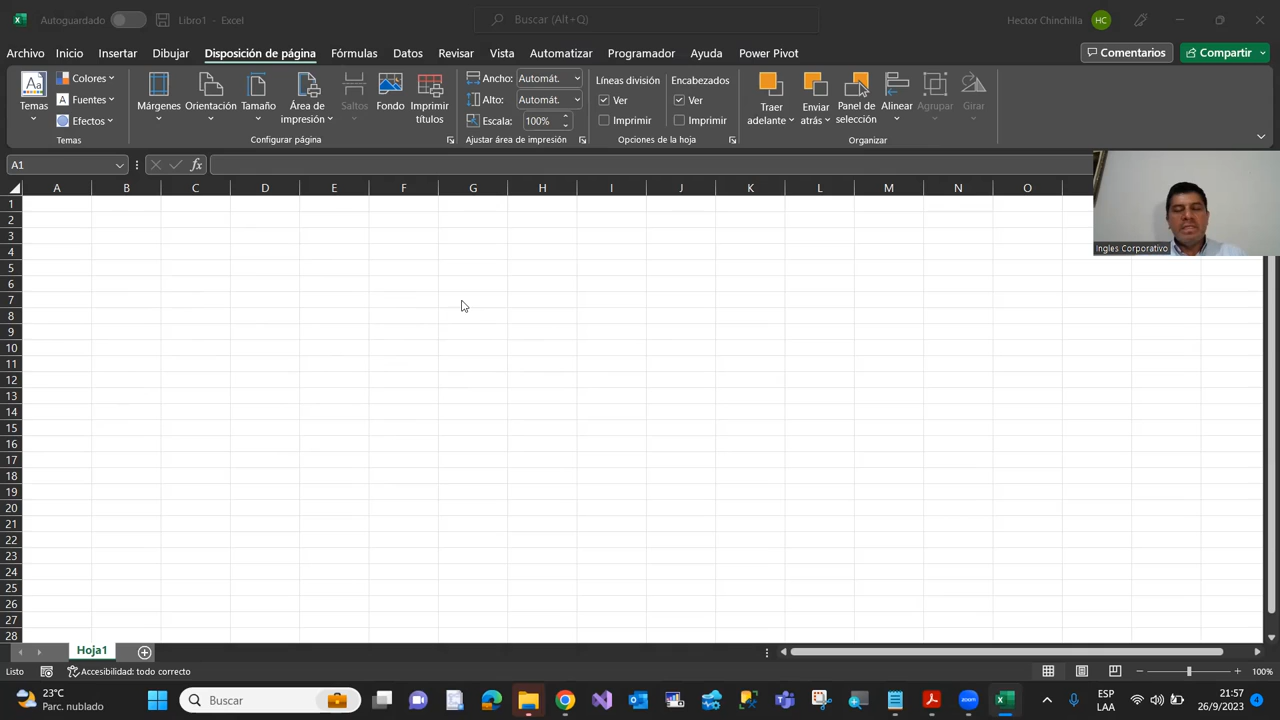 Autoguardado Libro1 - Excel Buscar (Alt+Q) Hector Chinchilla HC
Archivo Inicio Insertar Dibujar Disposición de página Fórmulas Datos Revisar Vista Automatizar Programador Ayuda Power Pivot Comentarios Compartir
Temas Colores Fuentes Efectos
Márgenes Orientación Tamaño Área de impresión Saltos Fondo Imprimir títulos
Ancho: Automát.
Alto: Automát.
Escala: 100%
Líneas división Encabezados
Ver Ver
Imprimir Imprimir
Traer adelante Enviar atrás Panel de selección Alinear Agrupar Girar
Temas Configurar página Ajustar área de impresión Opciones de la hoja Organizar
A1 fx
A B C D E F G H I J K L M N O
1
2
3
4
Ingles Corporativo
5
6
7
8
9
10
11
12
13
14
15
16
17
18
19
20
21
22
23
24
25
26
27
28
Hoja1
Listo Accesibilidad: todo correcto 100%
23°C
Parc. nublado
Buscar
ESP
LAA
21:57
26/9/2023
4